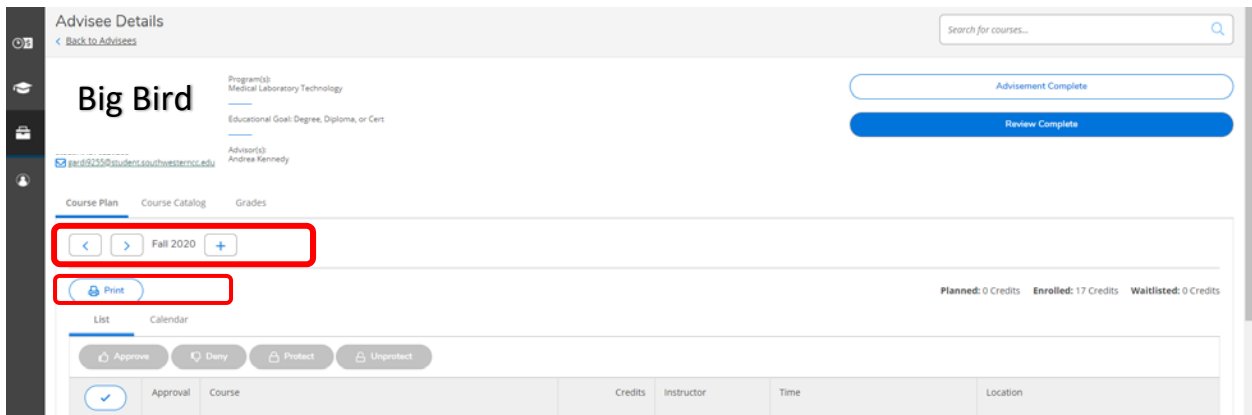 Advisee Details
< Back to Advisees
Search for courses...
Big Bird
Program(s):
Medical Laboratory Technology
Educational Goal: Degree, Diploma, or Cert
Advisor(s):
Andrea Kennedy
gardi9255@student.southwesterncc.edu
Advisement Complete
Review Complete
Course Plan Course Catalog Grades
< > Fall 2020 +
Print
Planned: 0 Credits Enrolled: 17 Credits Waitlisted: 0 Credits
List Calendar
Approve Deny Protect Unprotect
Approval Course Credits Instructor Time Location